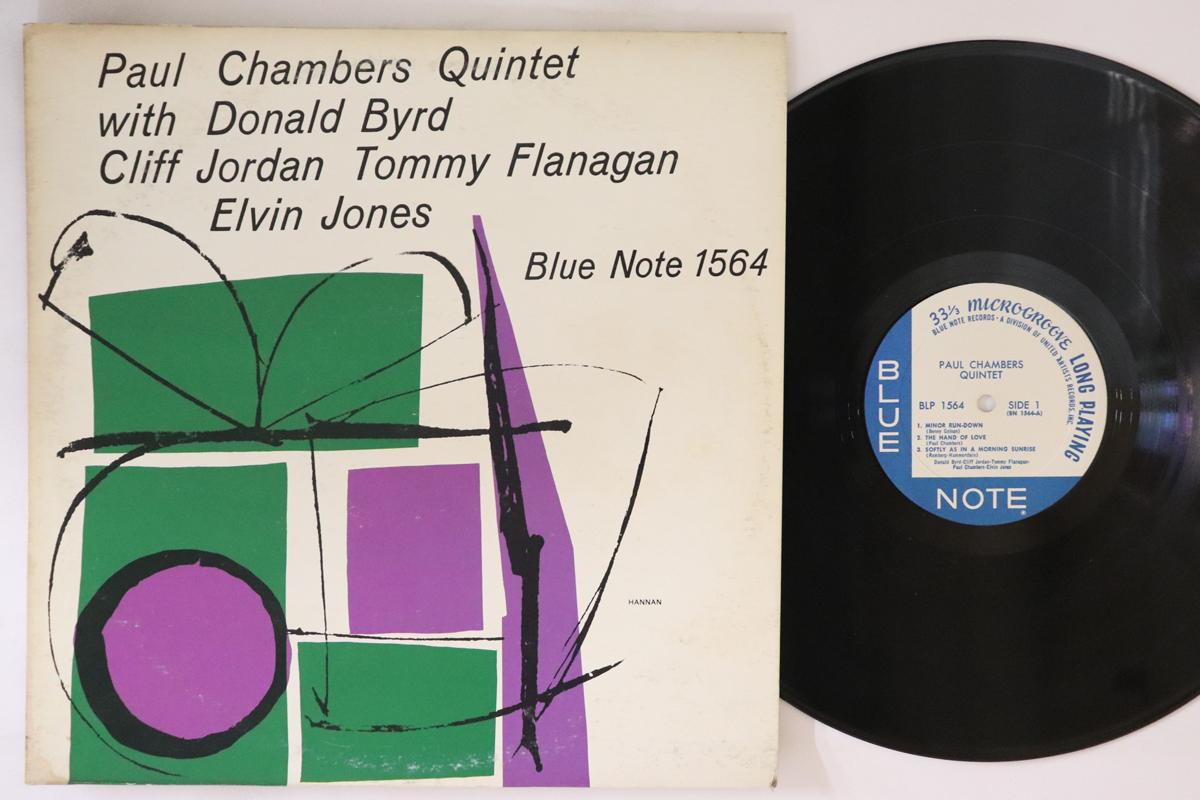 Paul Chambers Quintet
with Donald Byrd
Cliff Jordan Tommy Flanagan
Elvin Jones
Blue Note 1564
HANNAN
33 1/3 MICROGROOVE LONG PLAYING
BLUE NOTE RECORDS · A DIVISION OF UNITED ARTISTS RECORDS, INC.
PAUL CHAMBERS
QUINTET
BLP 1564 SIDE 1
(BN 1564-A)
1. MINOR RUN-DOWN
(Benny Golson)
2. THE HAND OF LOVE
(Paul Chambers)
3. SOFTLY AS IN A MORNING SUNRISE
(Romberg-Hammerstein)
Donald Byrd-Cliff Jordan-Tommy Flanagan-
Paul Chambers-Elvin Jones
BLUE
NOTE®